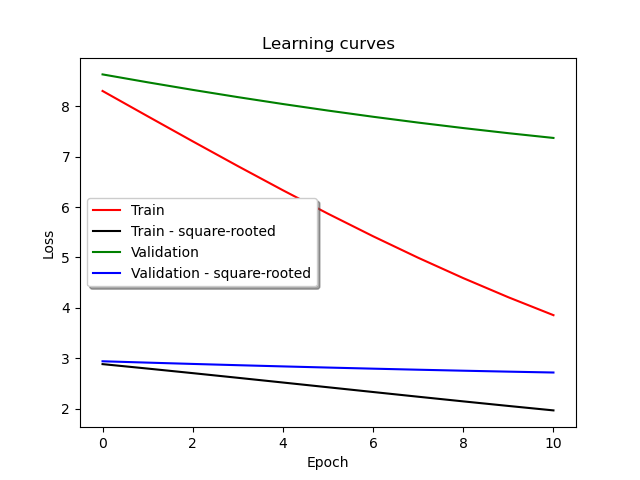 Learning curves
Loss
8
7
6
5
4
3
2
Train
Train - square-rooted
Validation
Validation - square-rooted
0 2 4 6 8 10
Epoch